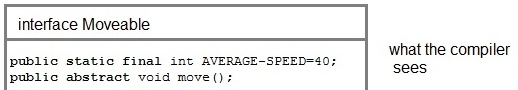 interface Moveable
public static final int AVERAGE-SPEED=40;
public abstract void move();
what the compiler
sees